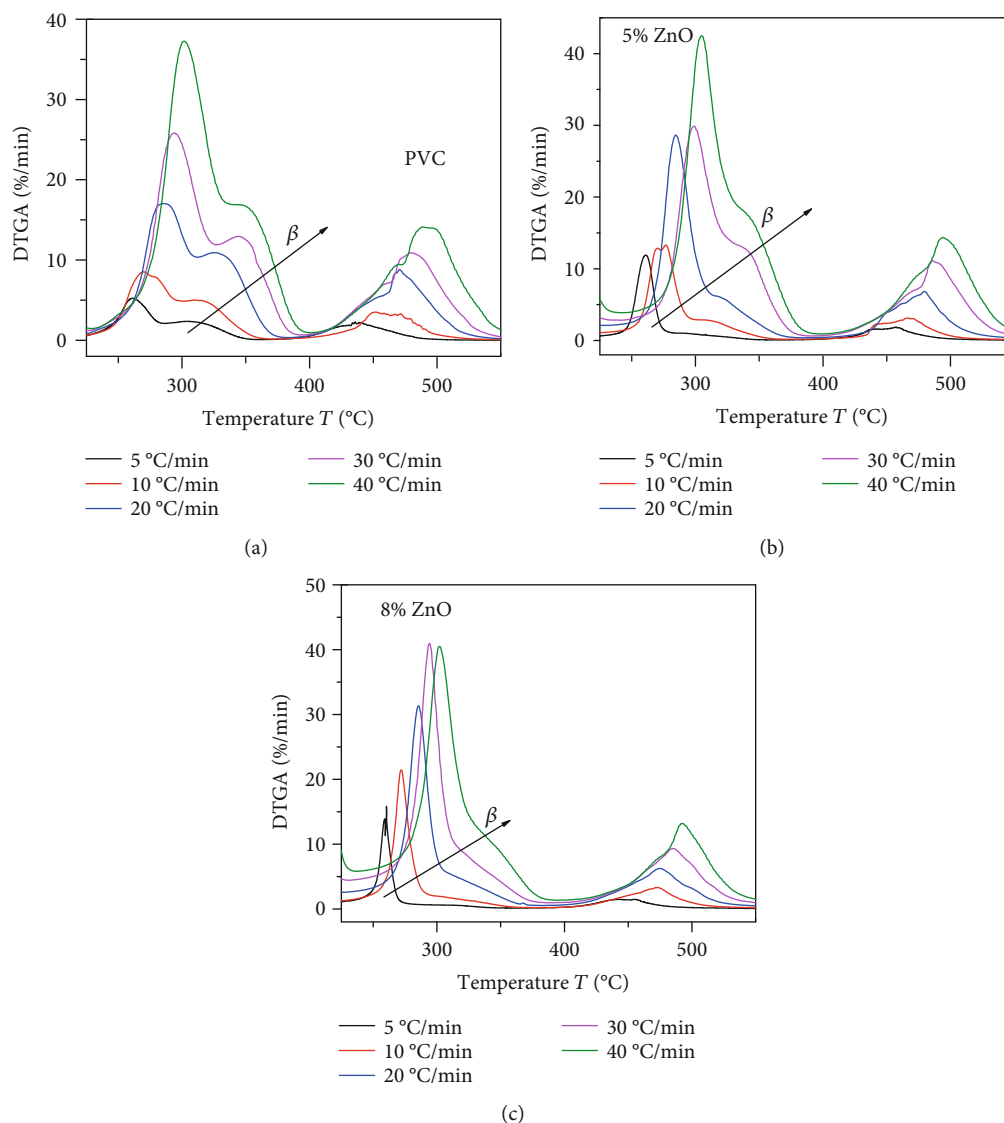 40
30
20
10
0
DTGA (%/min)
PVC
β
300
400
500
Temperature T (°C)
5 °C/min
30 °C/min
10 °C/min
40 °C/min
20 °C/min
(a)
5% ZnO
40
30
20
10
0
DTGA (%/min)
β
300
400
500
Temperature T (°C)
5 °C/min
30 °C/min
10 °C/min
40 °C/min
20 °C/min
(b)
50
40
30
20
10
0
8% ZnO
DTGA (%/min)
β
300
400
500
Temperature T (°C)
5 °C/min
30 °C/min
10 °C/min
40 °C/min
20 °C/min
(c)